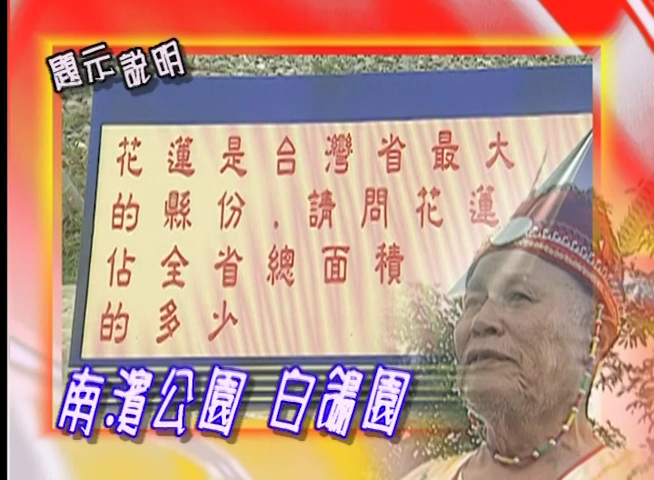 題示說明
花蓮是台灣省最大
的縣份.請問花蓮
佔全省總面積
的多少
南濱公園 白鴿園